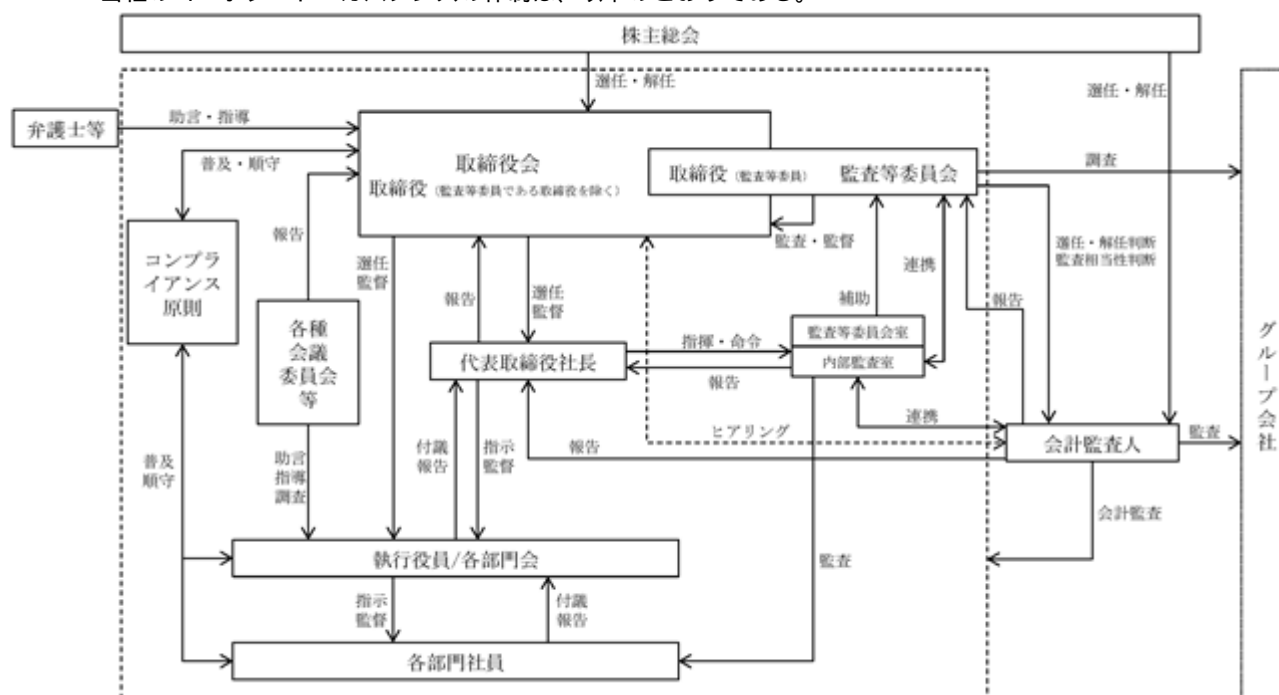 株主総会
選任・解任
選任・解任
弁護士等
助言・指導
普及・順守
取締役会
取締役（監査等委員である取締役を除く）
取締役（監査等委員）
監査等委員会
調査
監査・監督
報告
コンプラ
イアンス
原則
選任
監督
報告
選任
監督
補助
連携
報告
選任・解任判断
監査相当性判断
各種
会議
委員会
等
代表取締役社長
指揮・命令
報告
監査等委員会室
内部監査室
グループ会社
ヒアリング
連携
報告
会計監査人
監査
普及
順守
助言
指導
調査
付議
報告
指示
監督
会計監査
執行役員/各部門会
監査
指示
監督
付議
報告
各部門社員